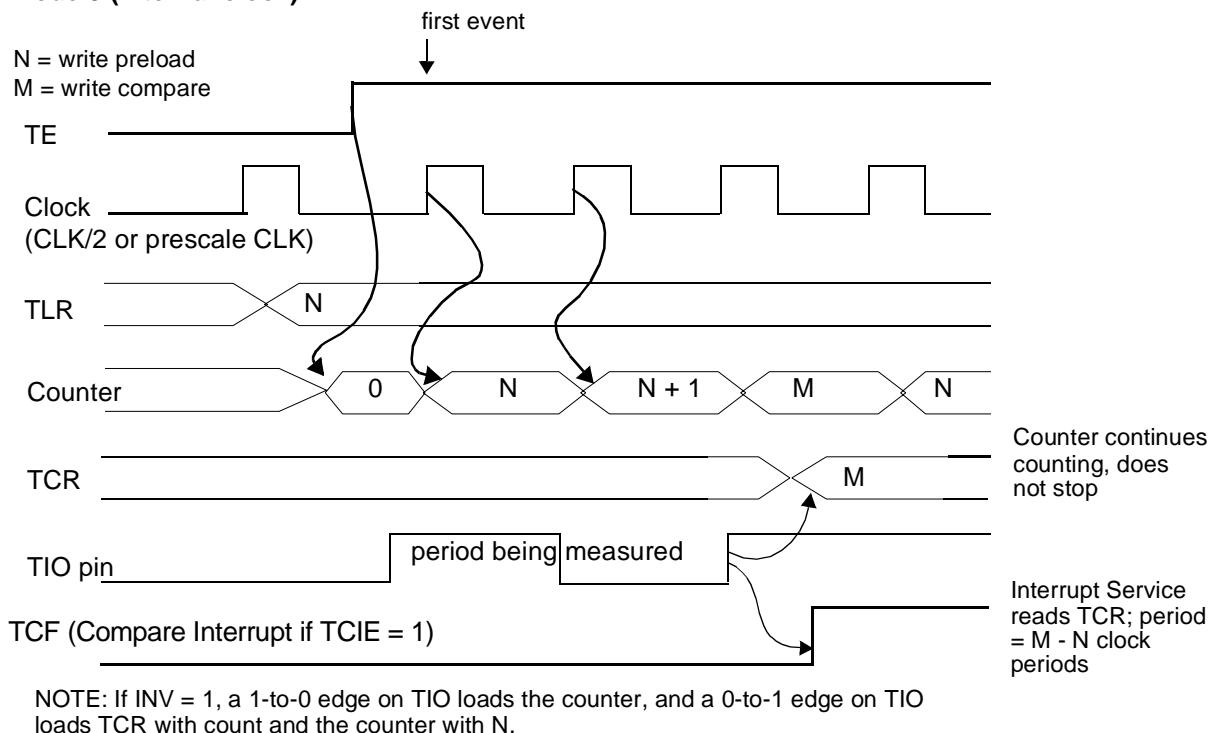 first event
N = write preload
M = write compare
TE
Clock
(CLK/2 or prescale CLK)
TLR
N
Counter
0
N
N + 1
M
N
TCR
M
Counter continues
counting, does
not stop
TIO pin
period being measured
TCF (Compare Interrupt if TCIE = 1)
Interrupt Service
reads TCR; period
= M - N clock
periods
NOTE: If INV = 1, a 1-to-0 edge on TIO loads the counter, and a 0-to-1 edge on TIO
loads TCR with count and the counter with N.